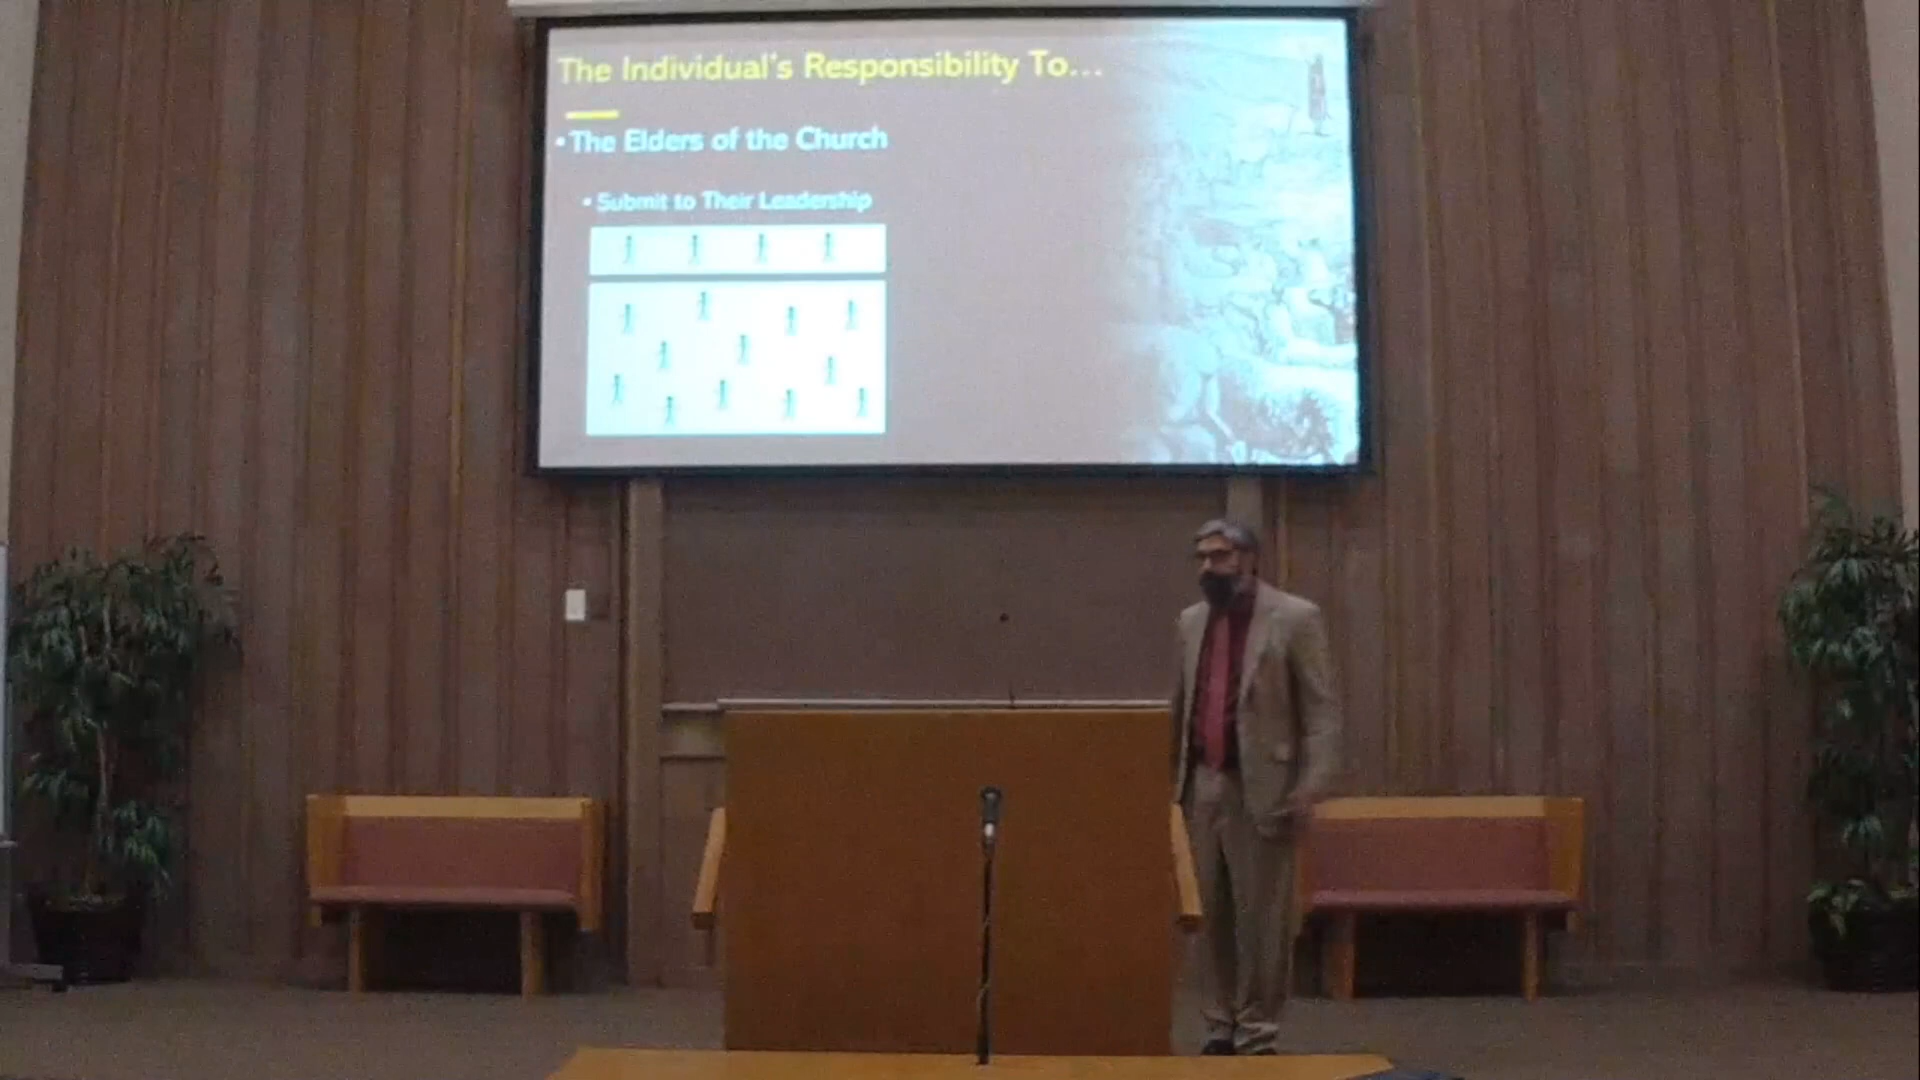 The Individual's Responsibility To...
• The Elders of the Church
• Submit to Their Leadership